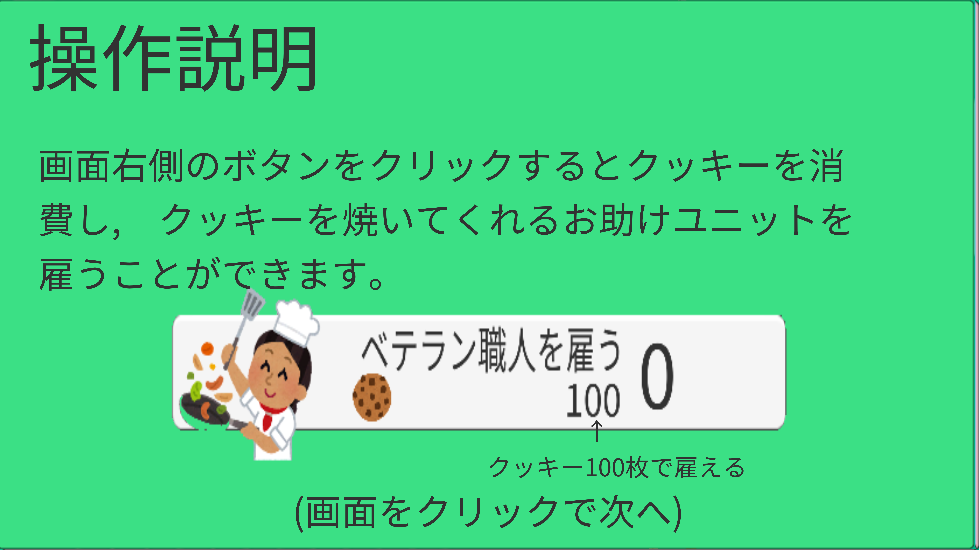 操作説明
画面右側のボタンをクリックするとクッキーを消
費し,　クッキーを焼いてくれるお助けユニットを
雇うことができます。
ベテラン職人を雇う
100
0
↑
クッキー100枚で雇える
(画面をクリックで次へ)